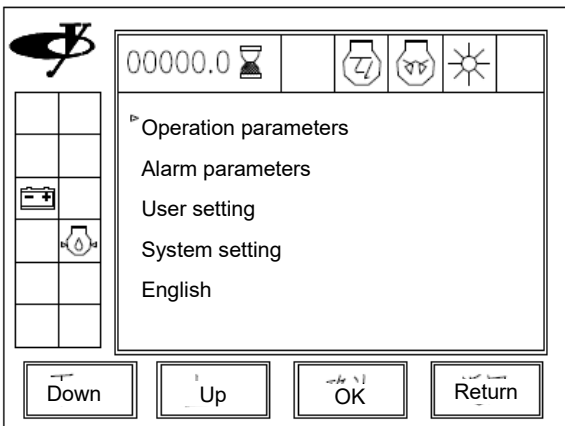 00000.0
Operation parameters
Alarm parameters
User setting
System setting
English
Down Up OK Return